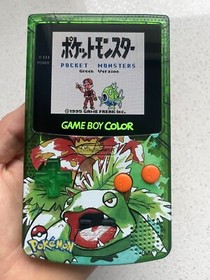 ポケットモンスター
POCKET MONSTERS
Green Version
©1995 GAME FREAK Inc.
GAME BOY COLOR
POKéMON